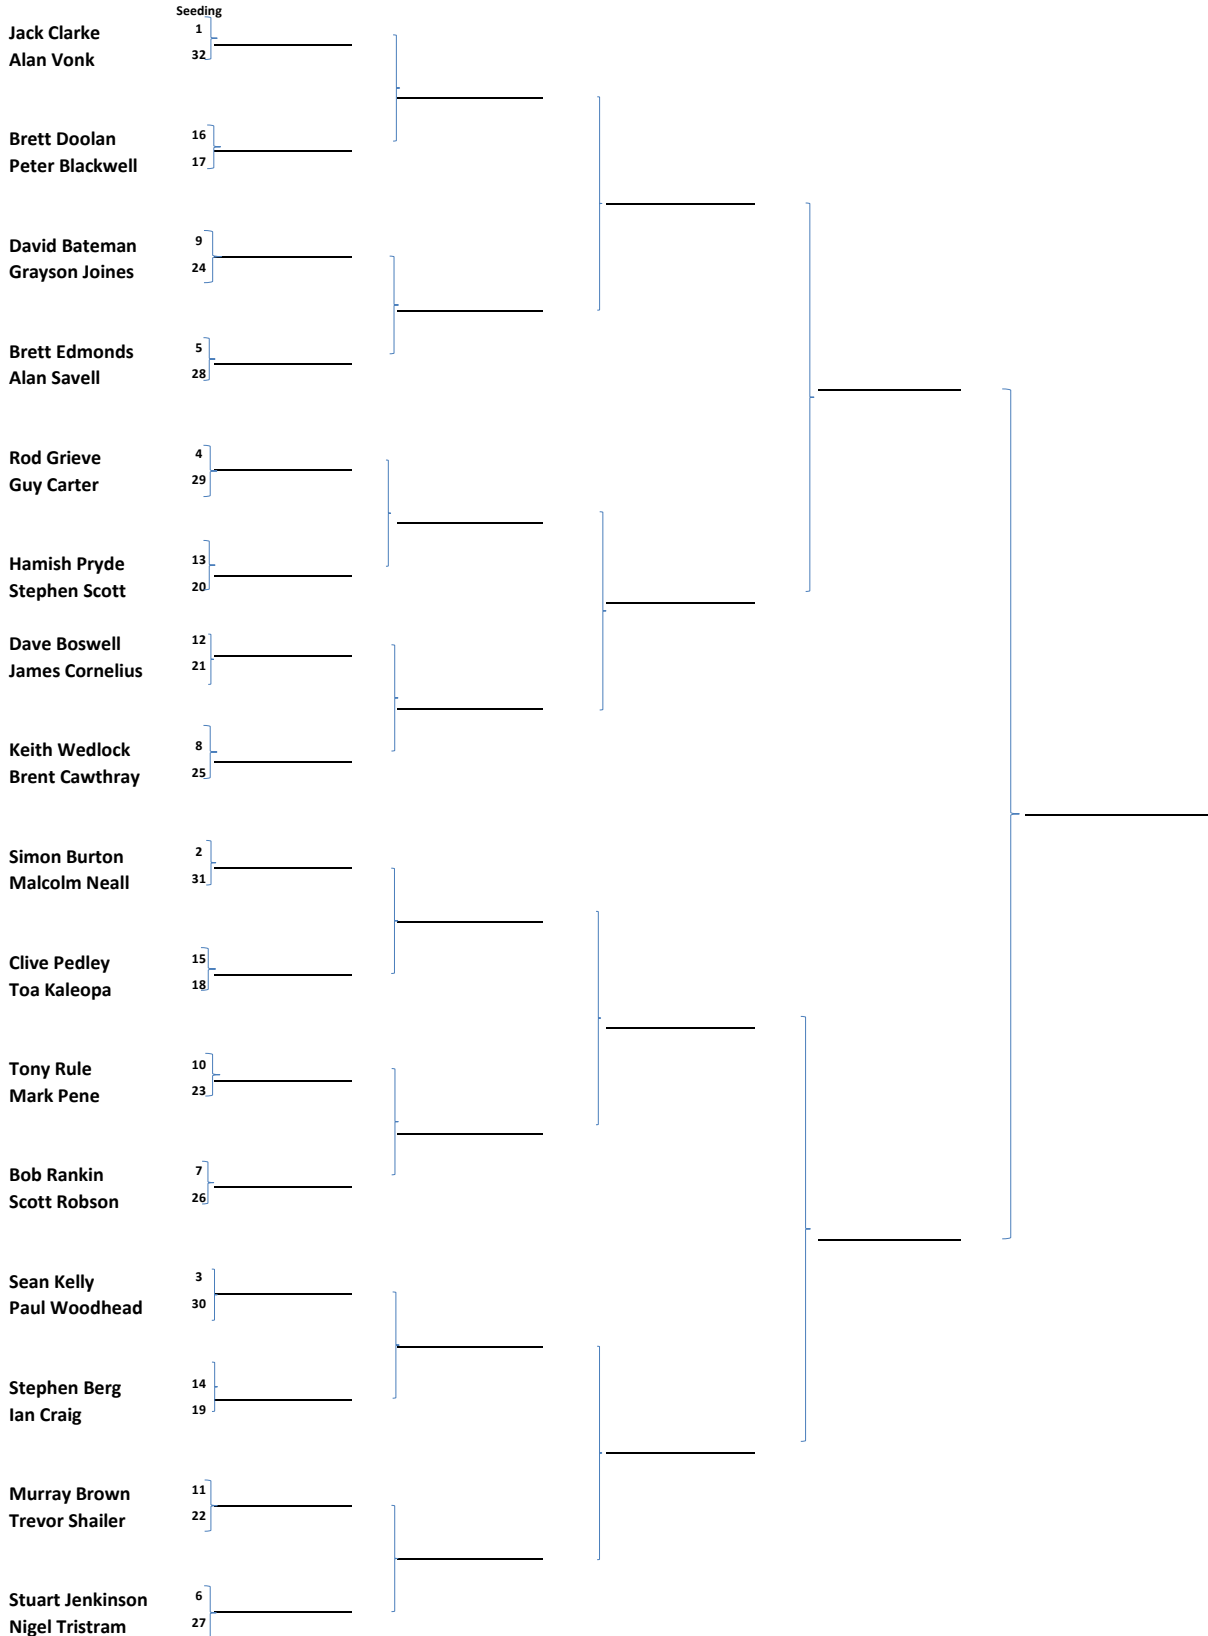 Seeding
Jack Clarke 1
Alan Vonk 32
Brett Doolan 16
Peter Blackwell 17
David Bateman 9
Grayson Joines 24
Brett Edmonds 5
Alan Savell 28
Rod Grieve 4
Guy Carter 29
Hamish Pryde 13
Stephen Scott 20
Dave Boswell 12
James Cornelius 21
Keith Wedlock 8
Brent Cawthray 25
Simon Burton 2
Malcolm Neall 31
Clive Pedley 15
Toa Kaleopa 18
Tony Rule 10
Mark Pene 23
Bob Rankin 7
Scott Robson 26
Sean Kelly 3
Paul Woodhead 30
Stephen Berg 14
Ian Craig 19
Murray Brown 11
Trevor Shailer 22
Stuart Jenkinson 6
Nigel Tristram 27